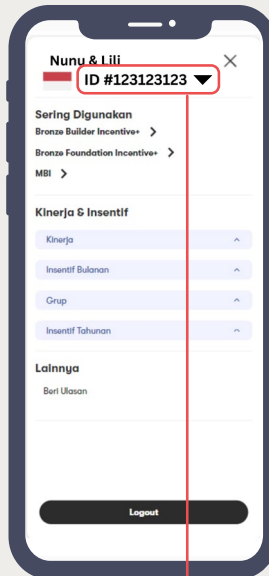 Nunu & Lili
ID #123123123
Sering Digunakan
Bronze Builder Incentive+
Bronze Foundation Incentive+
MBI
Kinerja & Insentif
Kinerja
Insentif Bulanan
Grup
Insentif Tahunan
Lainnya
Beri Ulasan
Logout